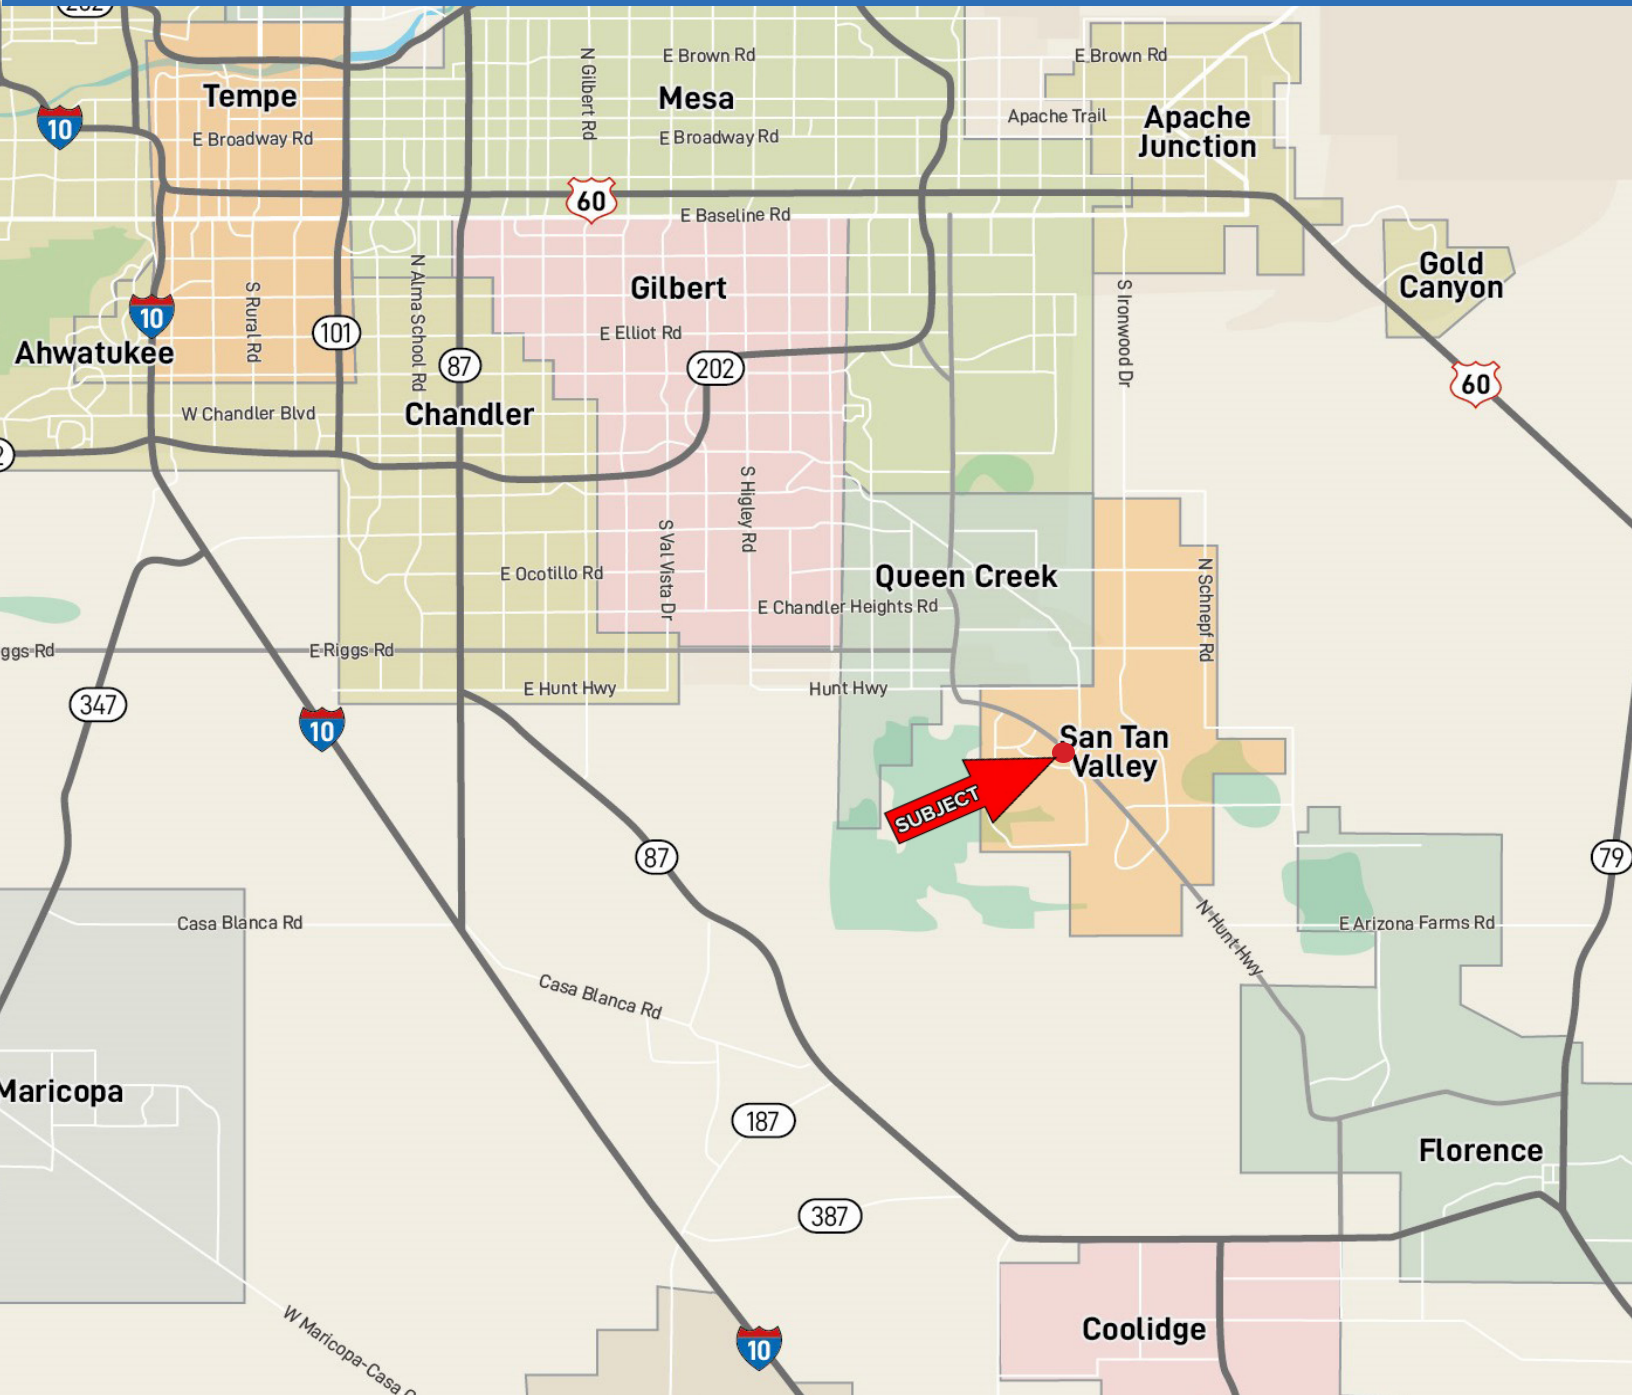 E Brown Rd
E Brown Rd
N Gilbert Rd
Tempe
Mesa
Apache Trail
Apache
Junction
10
E Broadway Rd
E Broadway Rd
60
E Baseline Rd
Gold
Canyon
N Alma School Rd
Gilbert
S Rural Rd
S Ironwood Dr
10
101
E Elliot Rd
Ahwatukee
87
202
60
W Chandler Blvd
Chandler
S Higley Rd
S Val Vista Dr
E Ocotillo Rd
Queen Creek
N Schnepf Rd
E Chandler Heights Rd
ggs Rd
E Riggs Rd
E Hunt Hwy
Hunt Hwy
347
10
San Tan
Valley
SUBJECT
87
79
Casa Blanca Rd
N Hunt Hwy
E Arizona Farms Rd
Casa Blanca Rd
Maricopa
187
Florence
387
Coolidge
W Maricopa-Casa
10